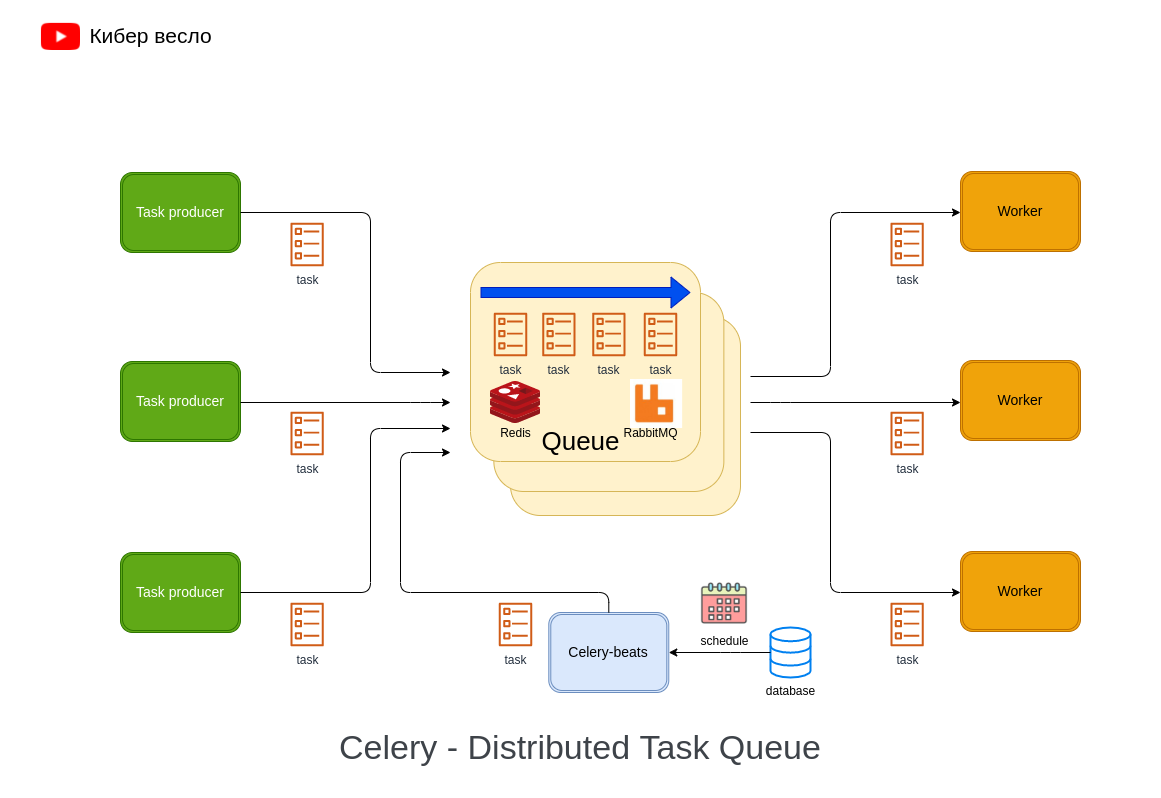 Кибер весло
Task producer
Worker
task
task
task
task
task
task
Redis
RabbitMQ
Queue
Task producer
Worker
task
task
Task producer
Worker
task
task
Celery-beats
schedule
task
database
Celery - Distributed Task Queue